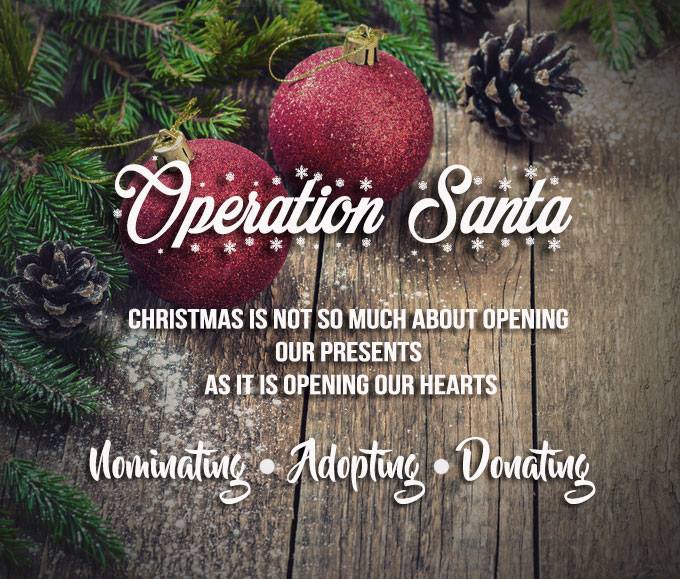 Operation Santa
CHRISTMAS IS NOT SO MUCH ABOUT OPENING
OUR PRESENTS
AS IT IS OPENING OUR HEARTS
Nominating • Adopting • Donating